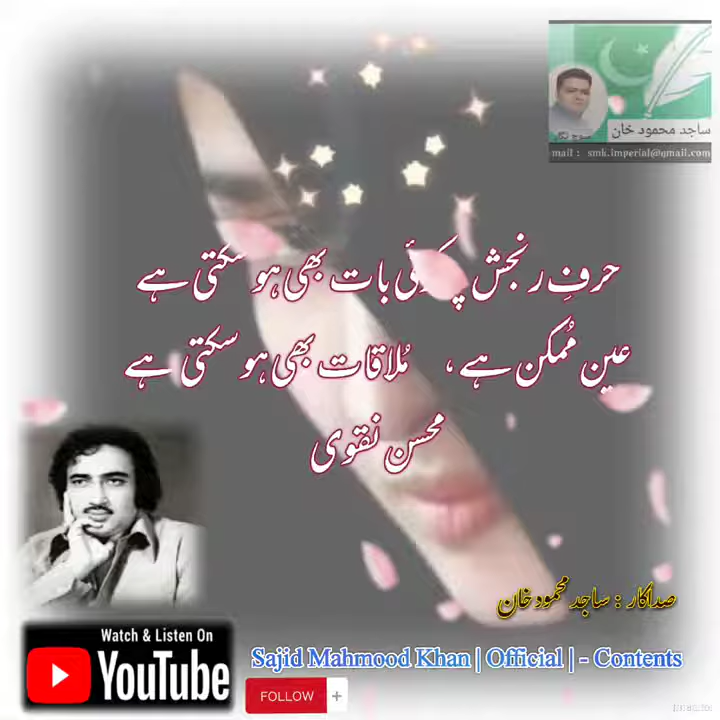 ساجد محمود خان
mail : smk.imperial@gmail.com
حرفِ رنجش پہ کوئی بات بھی ہو سکتی ہے
عین مُمکن ہے، مُلاقات بھی ہو سکتی ہے
محسن نقوی
صداکار : ساجد محمود خان
Watch & Listen On
YouTube
Sajid Mahmood Khan | Official | - Contents
FOLLOW +